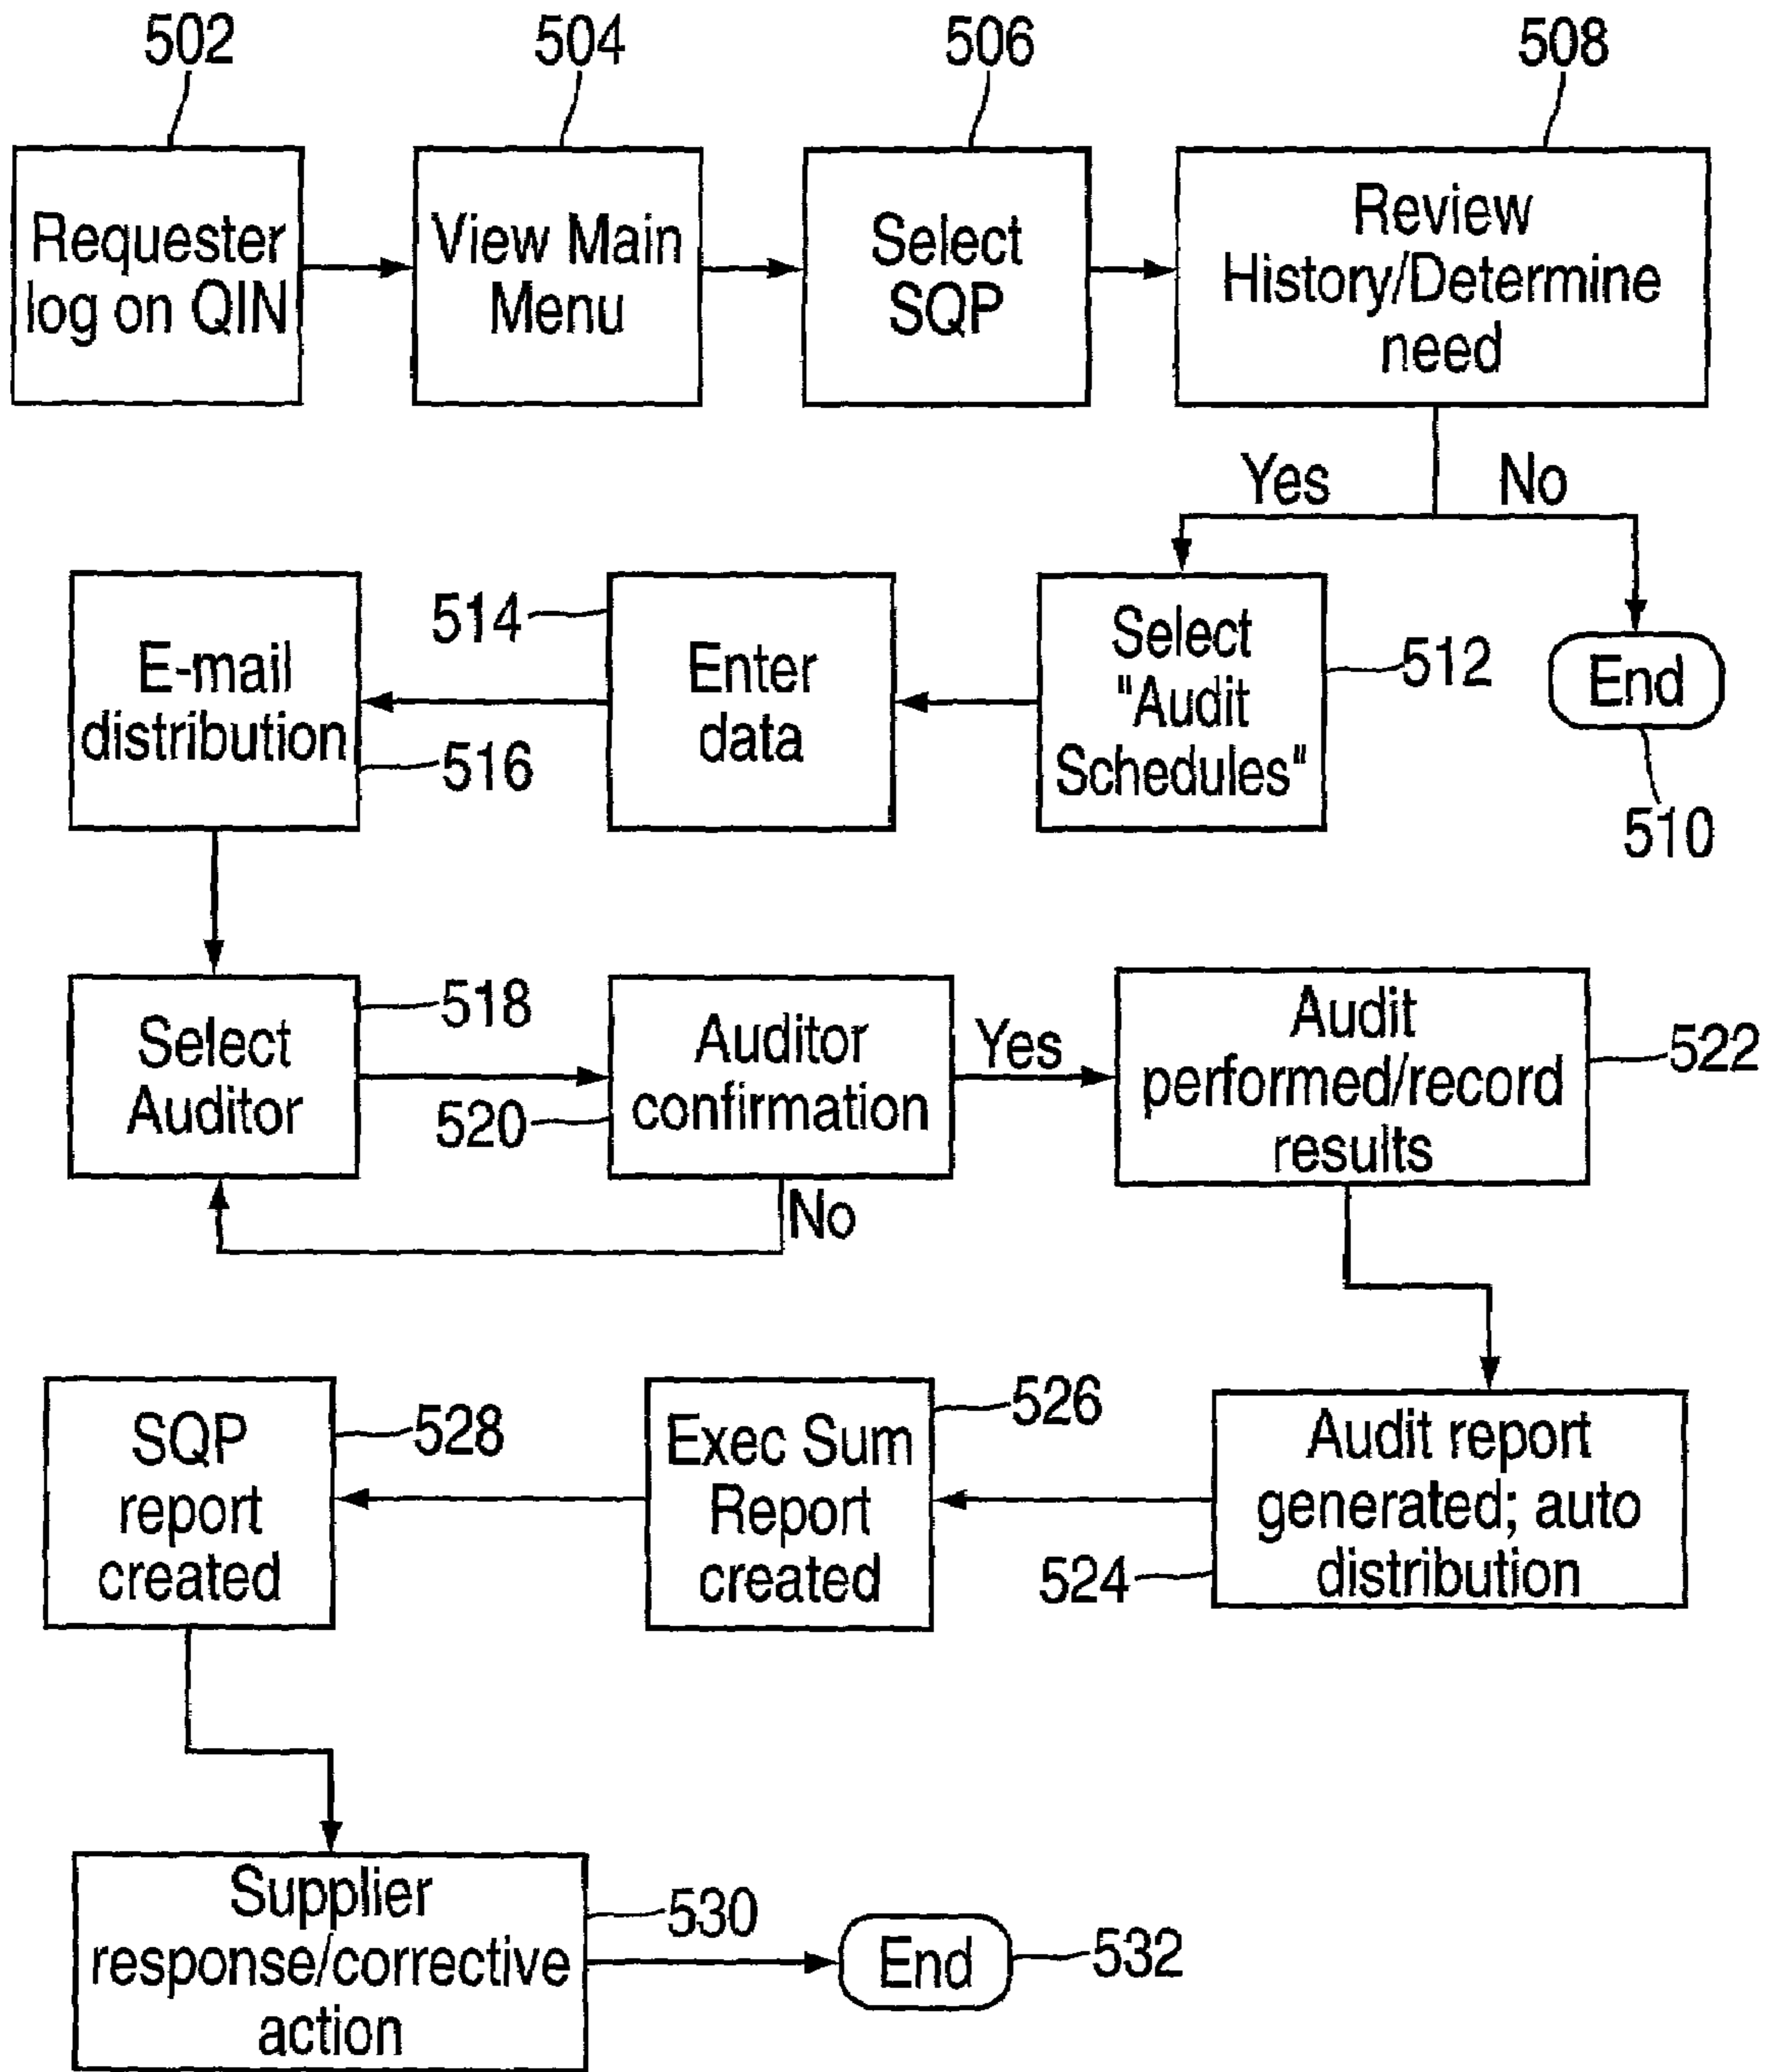 502
504
506
508
Requester
log on QIN
View Main
Menu
Select
SQP
Review
History/Determine
need
Yes
No
E-mail
distribution
516
514
Enter
data
Select
"Audit
Schedules"
512
End
510
Select
Auditor
518
520
Auditor
confirmation
Yes
No
Audit
performed/record
results
522
SQP
report
created
528
Exec Sum
Report
created
526
Audit report
generated; auto
distribution
524
Supplier
response/corrective
action
530
End
532